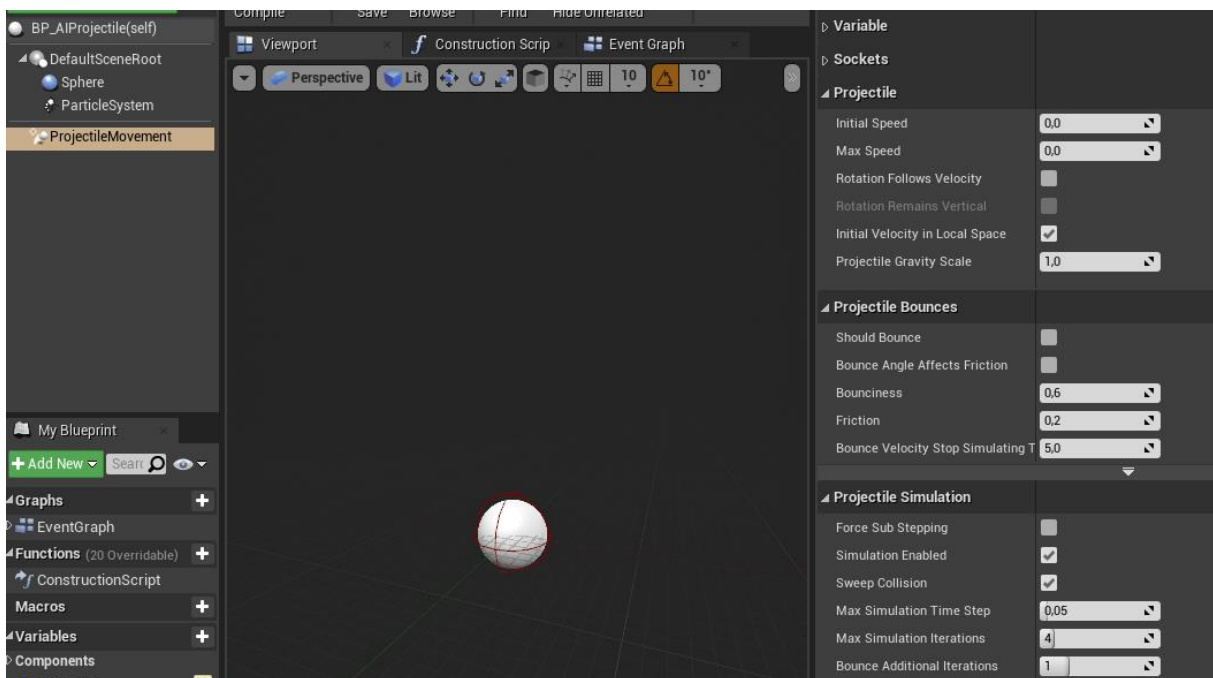 Compile Save Browse Find Hide Unrelated
BP_AIProjectile(self)
DefaultSceneRoot
Sphere
ParticleSystem
ProjectileMovement
Viewport
Construction Scrip
Event Graph
Perspective
Lit
10
10°
My Blueprint
Add New
Searc
Graphs
EventGraph
Functions (20 Overridable)
ConstructionScript
Macros
Variables
Components
Variable
Sockets
Projectile
Initial Speed 0,0
Max Speed 0,0
Rotation Follows Velocity
Rotation Remains Vertical
Initial Velocity in Local Space
Projectile Gravity Scale 1,0
Projectile Bounces
Should Bounce
Bounce Angle Affects Friction
Bounciness 0,6
Friction 0,2
Bounce Velocity Stop Simulating T 5,0
Projectile Simulation
Force Sub Stepping
Simulation Enabled
Sweep Collision
Max Simulation Time Step 0,05
Max Simulation Iterations 4
Bounce Additional Iterations 1